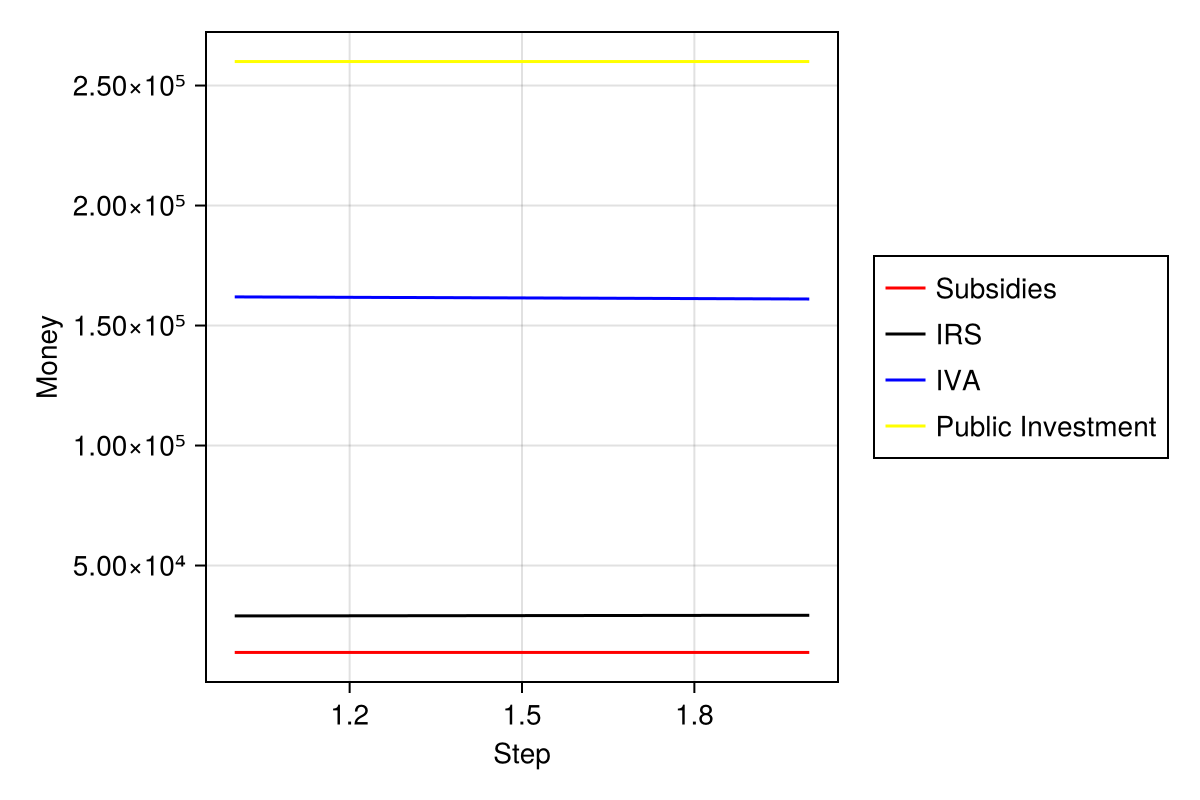 2.50×10⁵
2.00×10⁵
1.50×10⁵
1.00×10⁵
5.00×10⁴
Money
1.2 1.5 1.8
Step
Subsidies
IRS
IVA
Public Investment